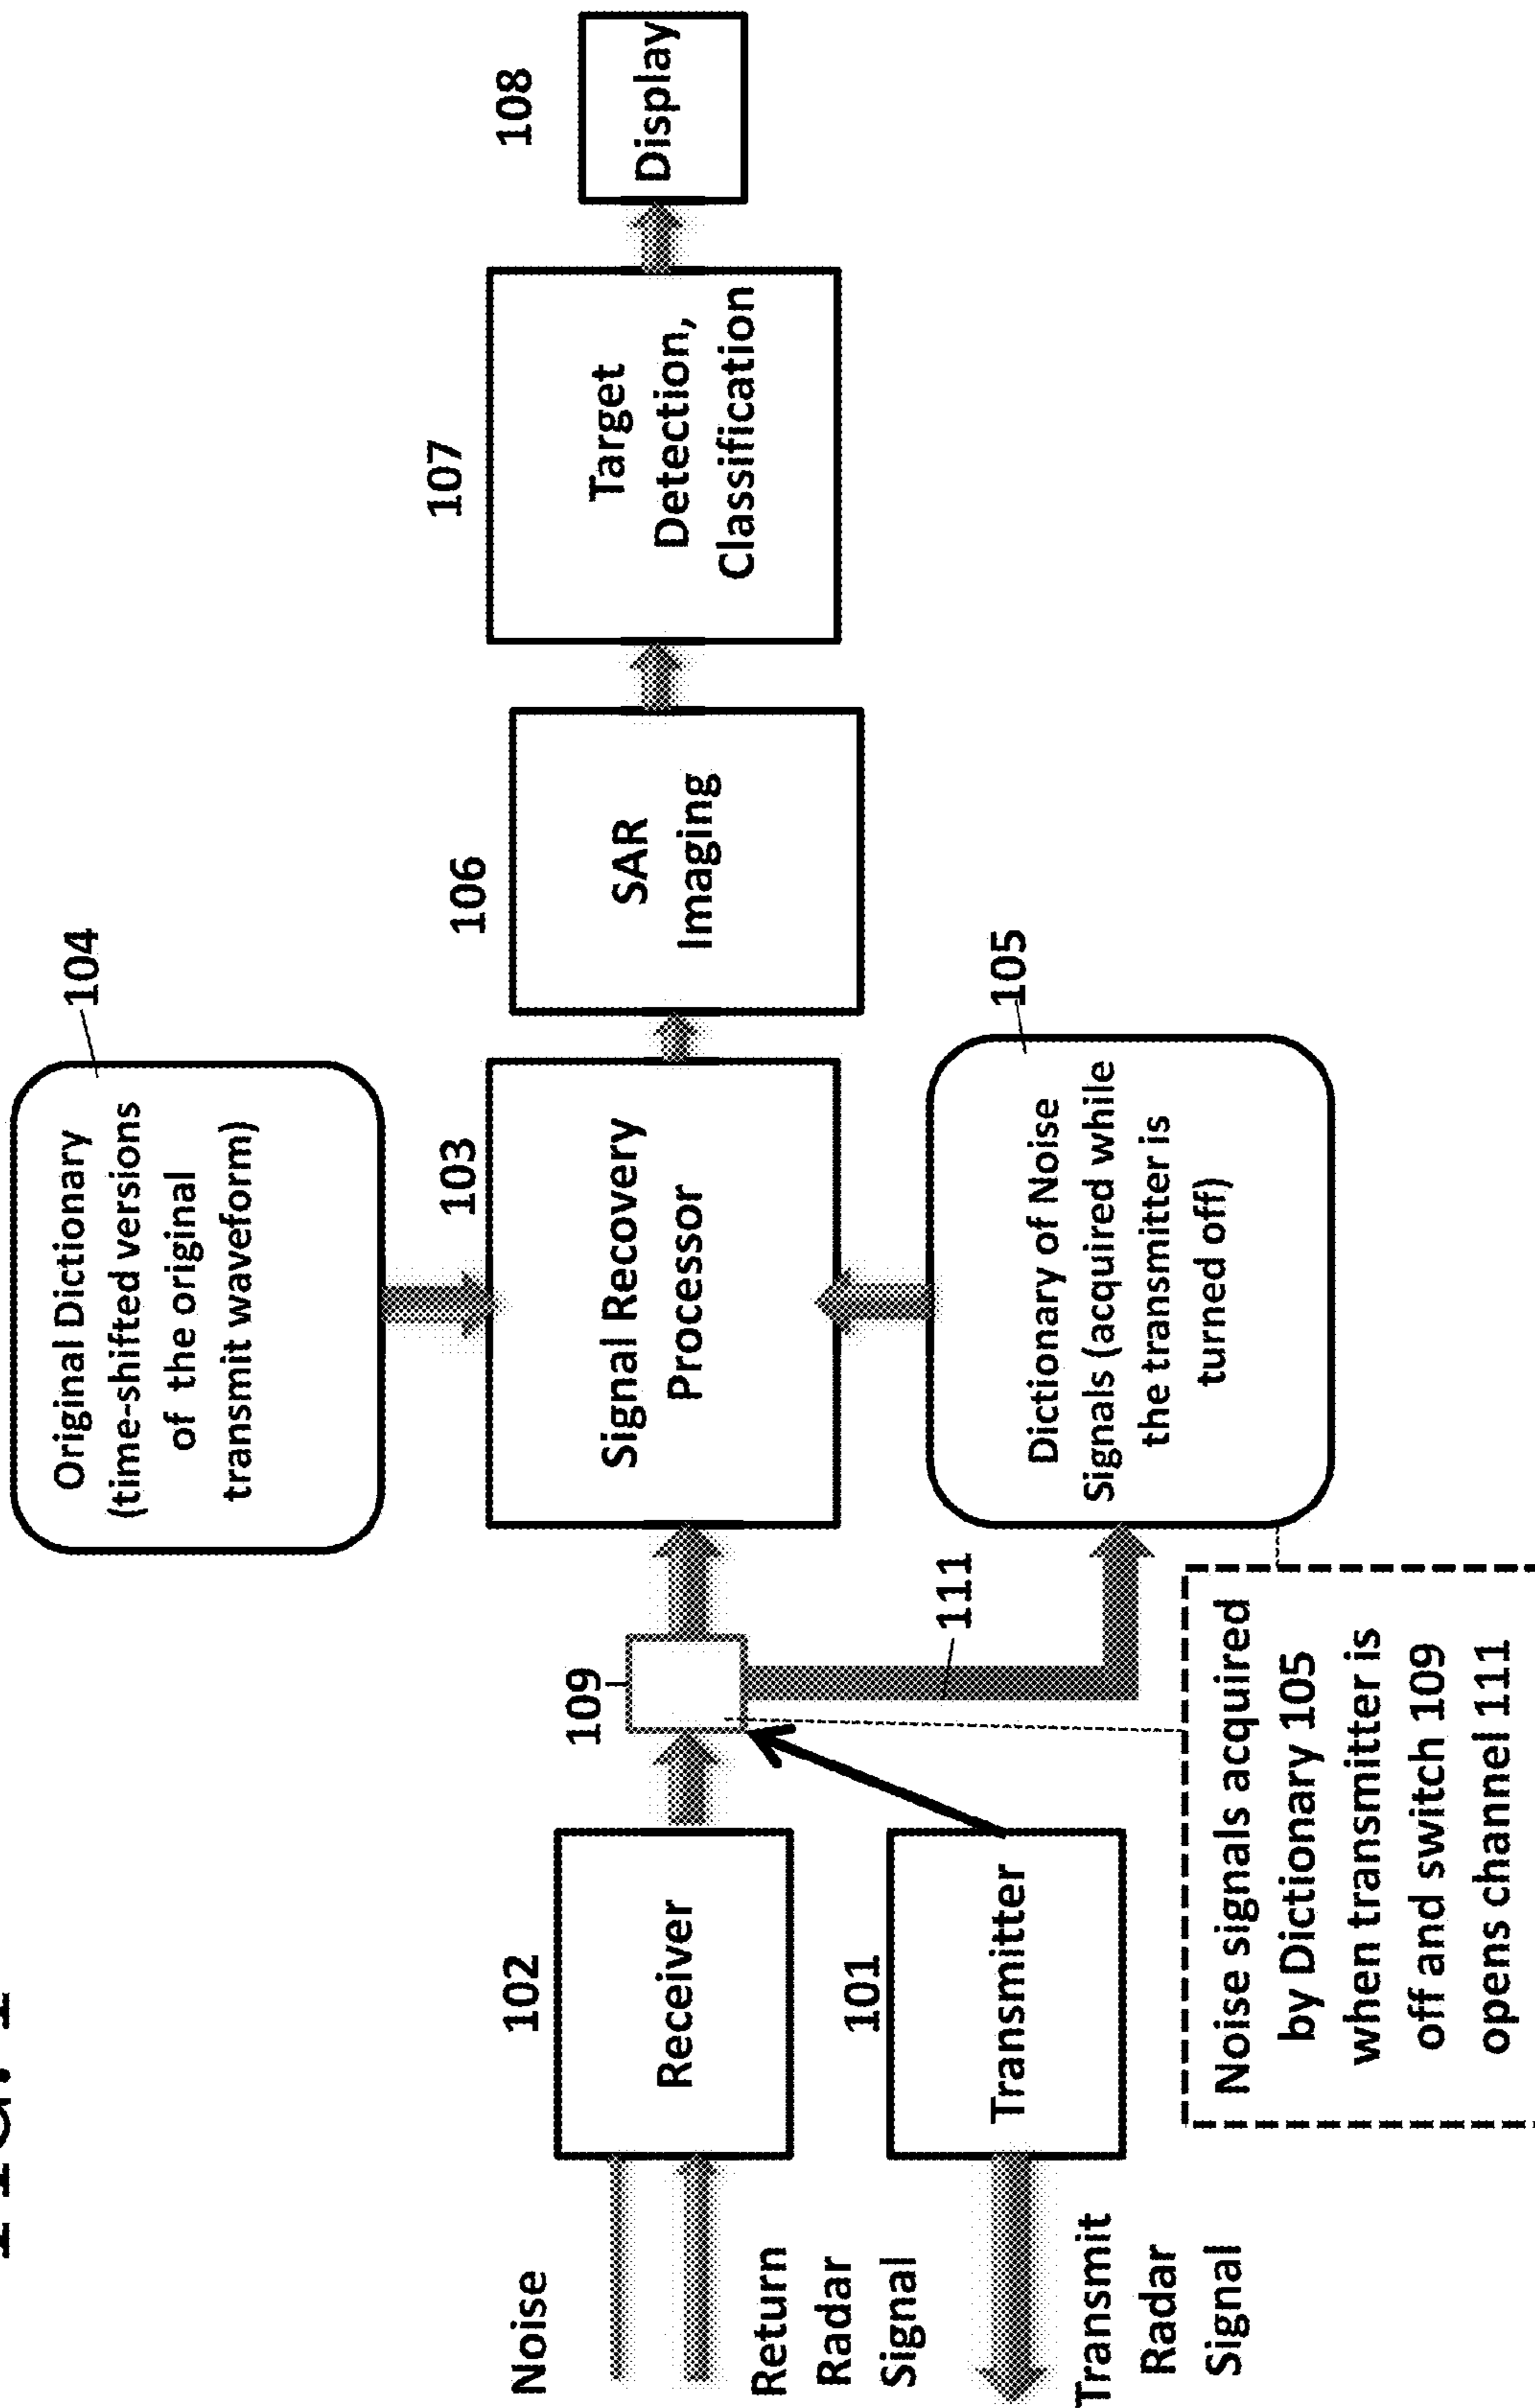 FIG. 1
Original Dictionary
(time-shifted versions
of the original
transmit waveform)
104
Noise
Return
Radar
Signal
102
Receiver
109
103
Signal Recovery
Processor
106
SAR
Imaging
107
Target
Detection,
Classification
108
Display
Transmit
Radar
Signal
101
Transmitter
111
105
Dictionary of Noise
Signals (acquired while
the transmitter is
turned off)
Noise signals acquired
by Dictionary 105
when transmitter is
off and switch 109
opens channel 111